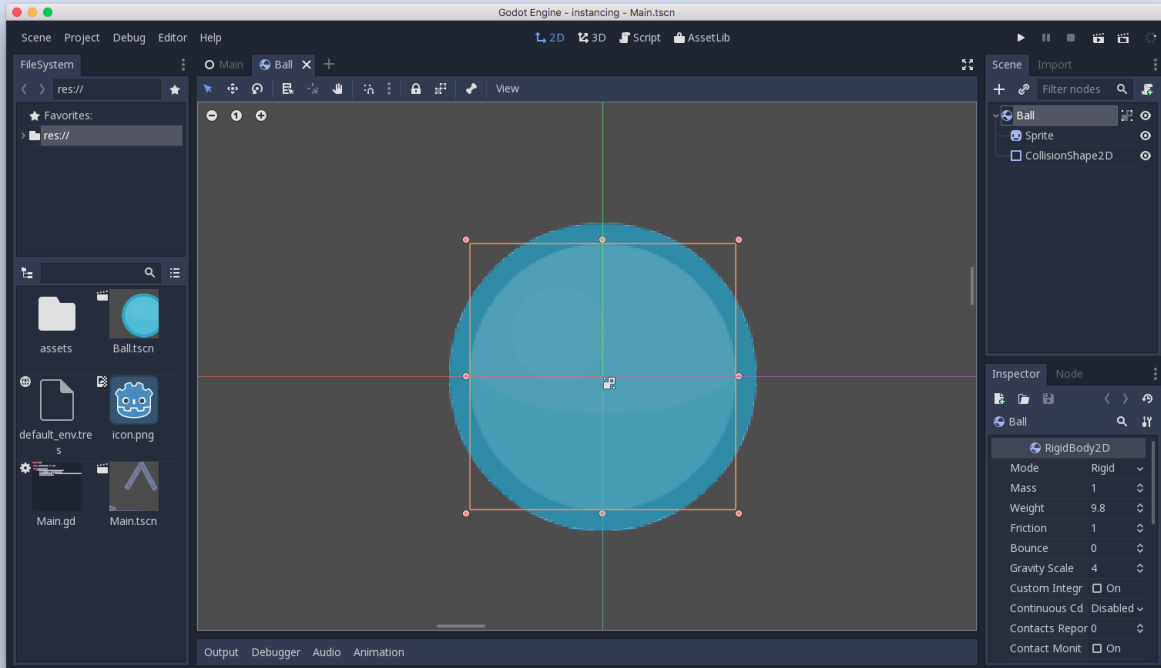 Godot Engine - instancing - Main.tscn
Scene Project Debug Editor Help
2D 3D Script AssetLib
FileSystem
res://
Favorites:
res://
assets
Ball.tscn
default_env.tre
s
icon.png
Main.gd
Main.tscn
Main Ball
View
Output Debugger Audio Animation
Scene Import
Filter nodes
Ball
Sprite
CollisionShape2D
Inspector Node
Ball
RigidBody2D
Mode Rigid
Mass 1
Weight 9.8
Friction 1
Bounce 0
Gravity Scale 4
Custom Integr On
Continuous Cd Disabled
Contacts Repor 0
Contact Monit On